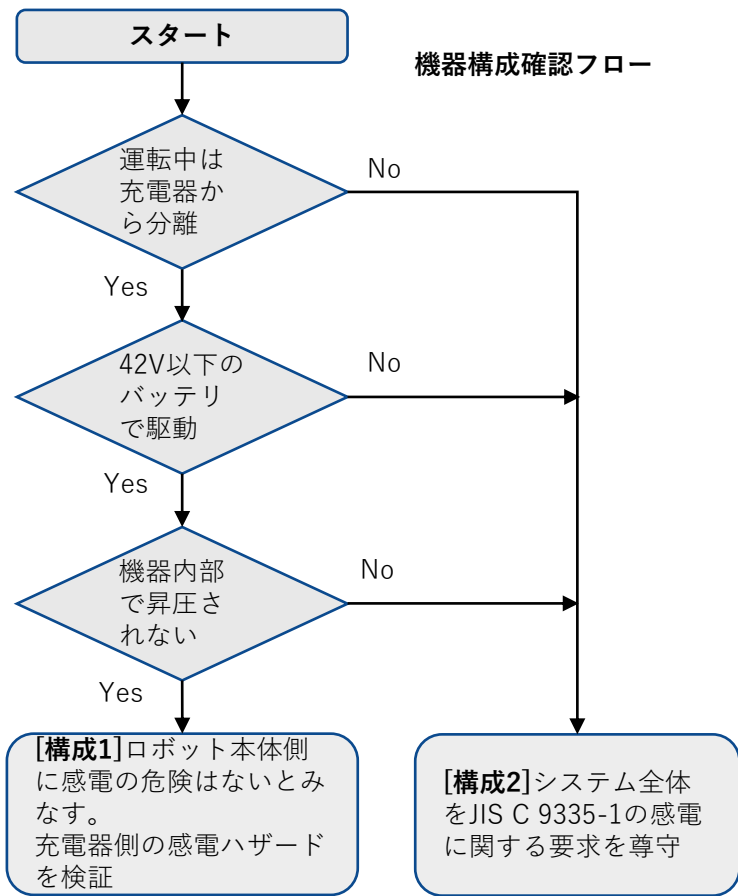 スタート
機器構成確認フロー
運転中は
充電器か
ら分離
No
Yes
42V以下の
バッテリ
で駆動
No
Yes
機器内部
で昇圧さ
れない
No
Yes
[構成1]ロボット本体側
に感電の危険はないとみ
なす。
充電器側の感電ハザード
を検証
[構成2]システム全体
をJIS C 9335-1の感電
に関する要求を尊守